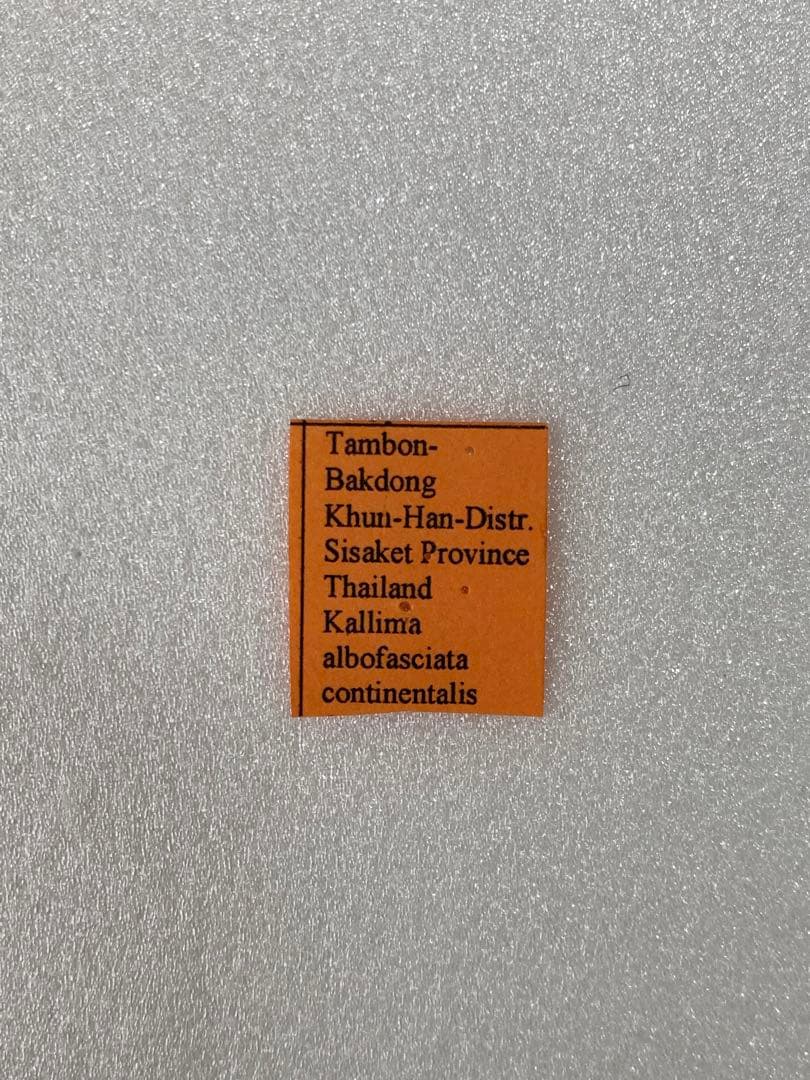 Tambon-
Bakdong
Khun-Han-Distr.
Sisaket Province
Thailand
Kallima
albofasciata
continentalis